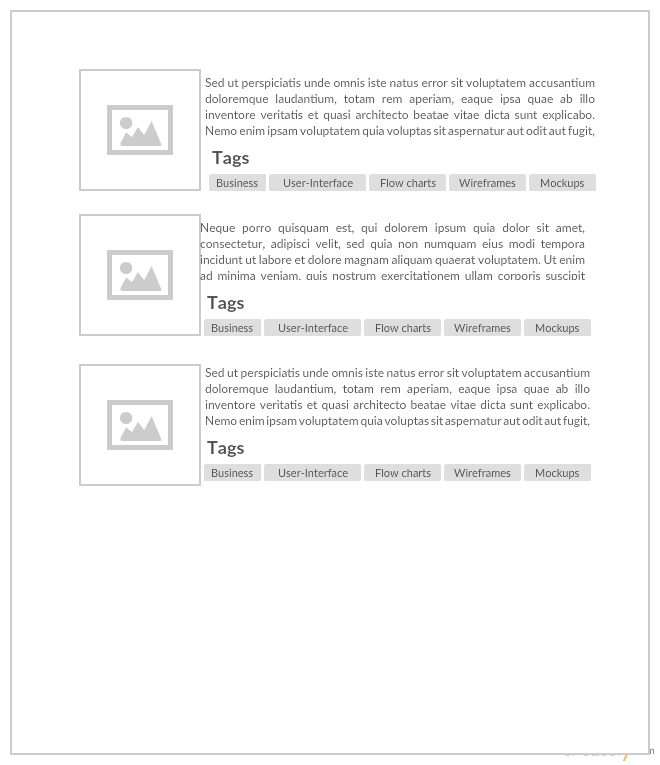 Sed ut perspiciatis unde omnis iste natus error sit voluptatem accusantium
doloremque laudantium, totam rem aperiam, eaque ipsa quae ab illo
inventore veritatis et quasi architecto beatae vitae dicta sunt explicabo.
Nemo enim ipsam voluptatem quia voluptas sit aspernatur aut odit aut fugit,
Tags
Business User-Interface Flow charts Wireframes Mockups
Neque porro quisquam est, qui dolorem ipsum quia dolor sit amet,
consectetur, adipisci velit, sed quia non numquam eius modi tempora
incidunt ut labore et dolore magnam aliquam quaerat voluptatem. Ut enim
ad minima veniam, quis nostrum exercitationem ullam corporis suscipit
Tags
Business User-Interface Flow charts Wireframes Mockups
Sed ut perspiciatis unde omnis iste natus error sit voluptatem accusantium
doloremque laudantium, totam rem aperiam, eaque ipsa quae ab illo
inventore veritatis et quasi architecto beatae vitae dicta sunt explicabo.
Nemo enim ipsam voluptatem quia voluptas sit aspernatur aut odit aut fugit,
Tags
Business User-Interface Flow charts Wireframes Mockups